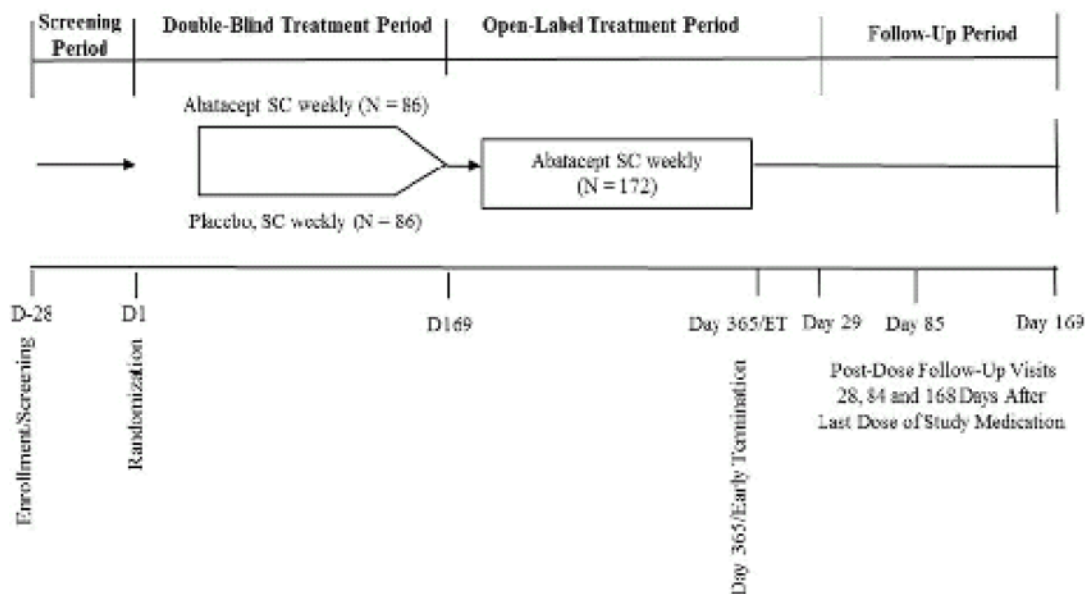 Screening
Period
Double-Blind Treatment Period
Open-Label Treatment Period
Follow-Up Period
Abatacept SC weekly (N = 86)
Abatacept SC weekly
(N = 172)
Placebo, SC weekly (N = 86)
D-28
D1
D169
Day 365/ET
Day 29
Day 85
Day 169
Enrollment/Screening
Randomization
Day 365/Early Termination
Post-Dose Follow-Up Visits
28, 84 and 168 Days After
Last Dose of Study Medication